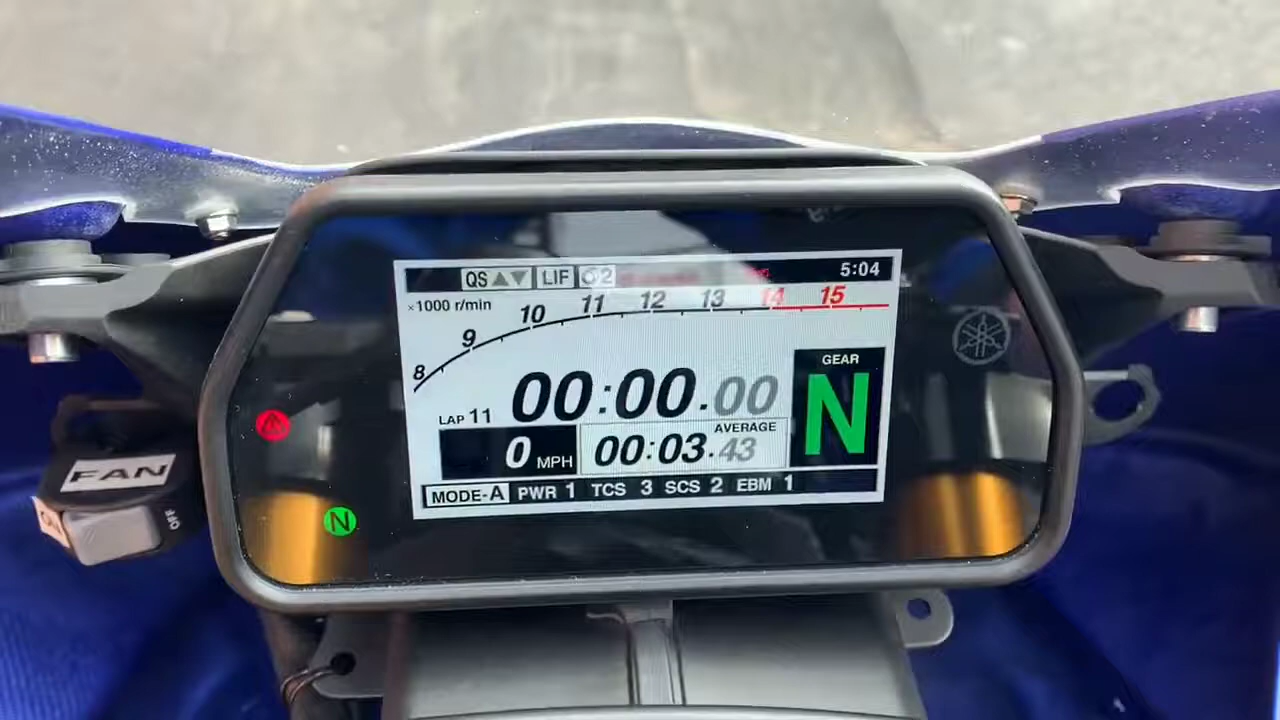 QS▲▼ LIF 2 5:04
×1000 r/min
8 9 10 11 12 13 14 15
GEAR
N
00:00.00
LAP 11
AVERAGE
0 MPH 00:03.43
MODE-A PWR 1 TCS 3 SCS 2 EBM 1
N
FAN
OFF